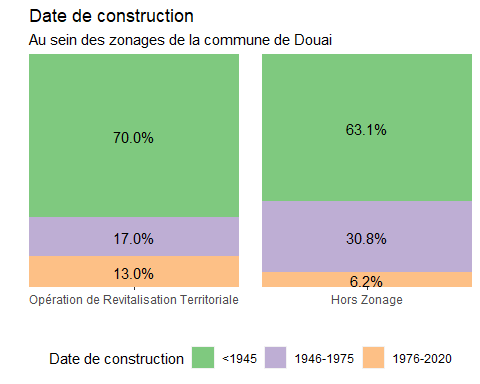 Date de construction
Au sein des zonages de la commune de Douai
70.0%
63.1%
17.0%
30.8%
13.0%
6.2%
Opération de Revitalisation Territoriale
Hors Zonage
Date de construction <1945 1946-1975 1976-2020